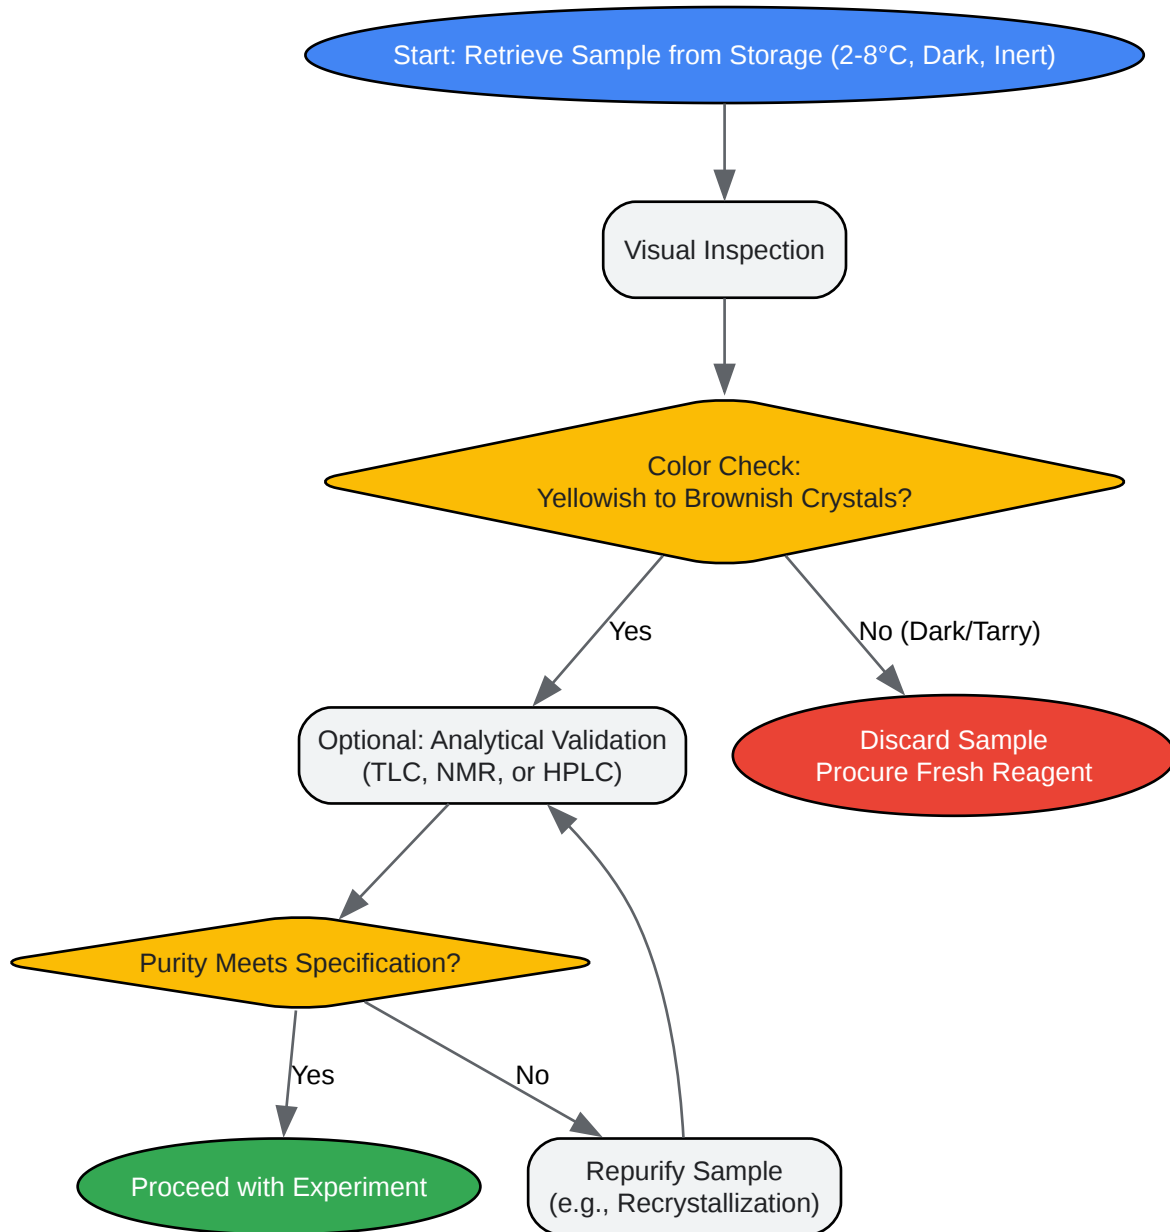 Start: Retrieve Sample from Storage (2-8°C, Dark, Inert)
Visual Inspection
Color Check:
Yellowish to Brownish Crystals?
Yes
No (Dark/Tarry)
Optional: Analytical Validation
(TLC, NMR, or HPLC)
Discard Sample
Procure Fresh Reagent
Purity Meets Specification?
Yes
No
Proceed with Experiment
Repurify Sample
(e.g., Recrystallization)